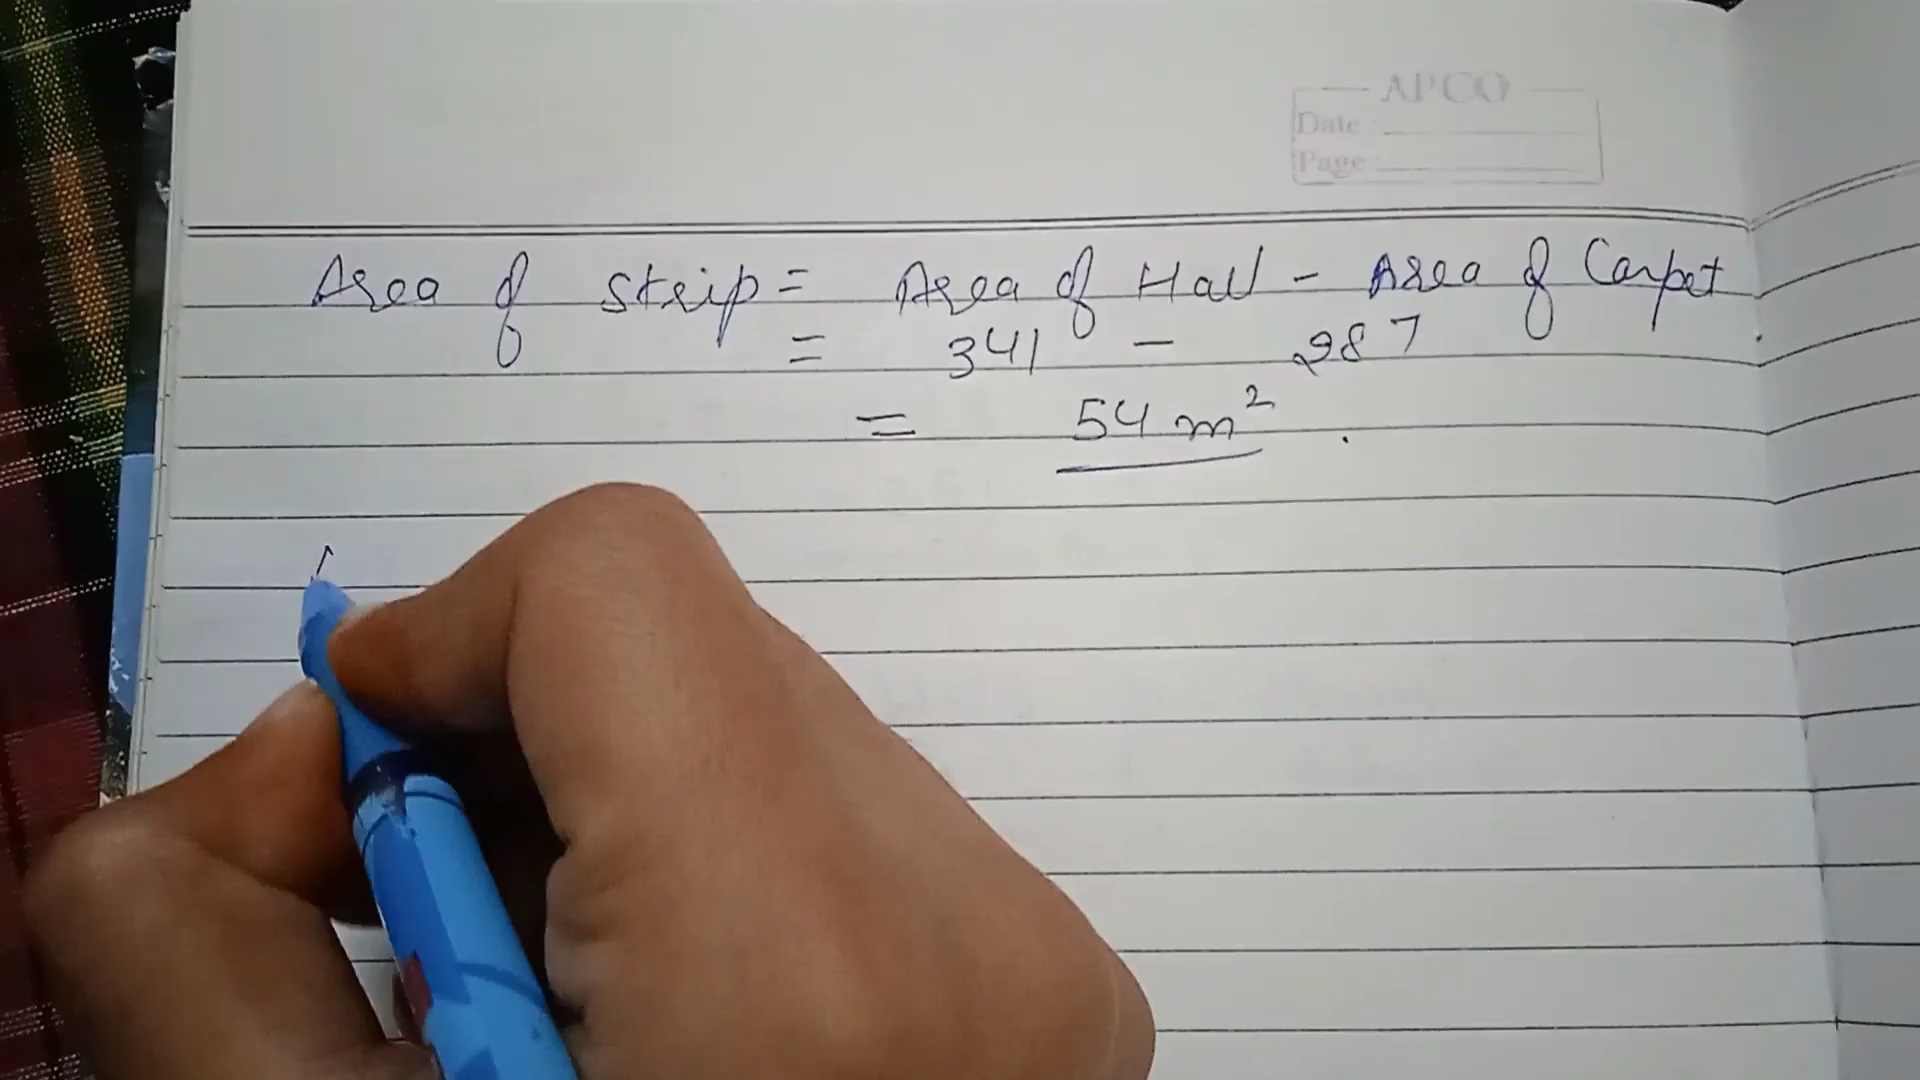 APCO
Date :
Page :
Area of strip = Area of Hall - Area of Carpet
= 341 - 287
= 54 m² .